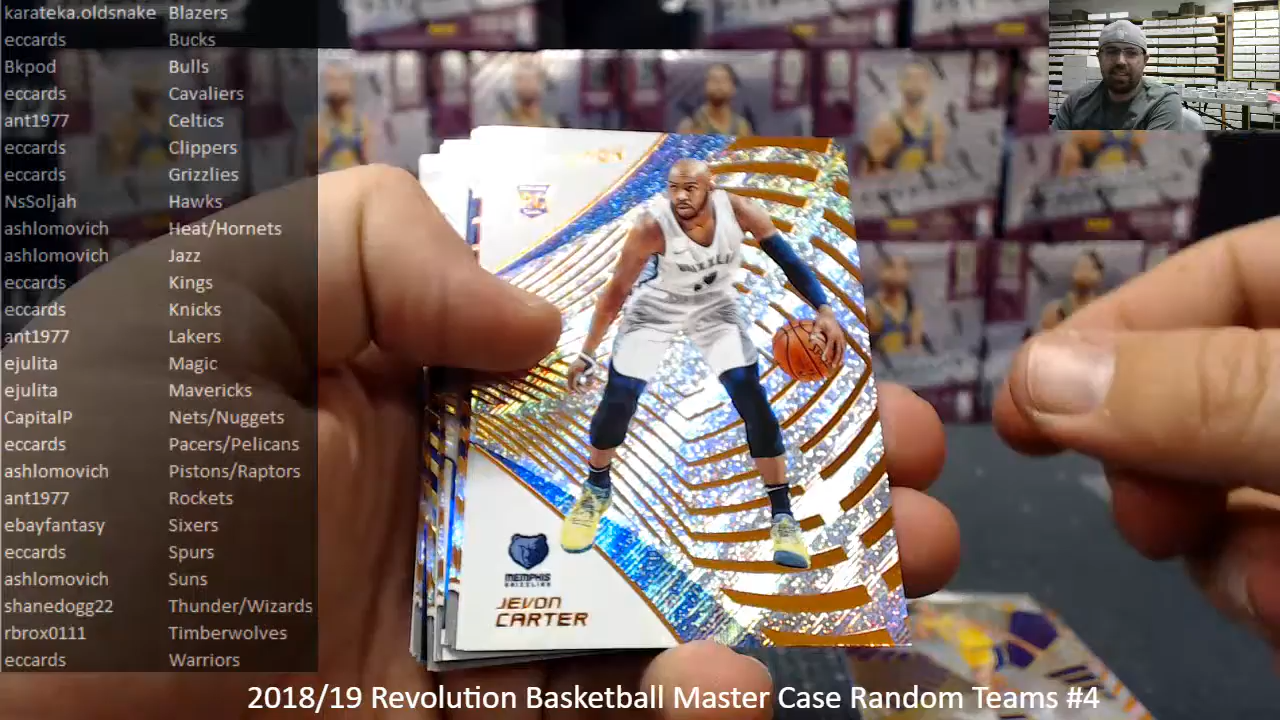 karateka.oldsnake Blazers
eccards Bucks
Bkpod Bulls
eccards Cavaliers
ant1977 Celtics
eccards Clippers
eccards Grizzlies
NsSoljah Hawks
ashlomovich Heat/Hornets
ashlomovich Jazz
eccards Kings
eccards Knicks
ant1977 Lakers
ejulita Magic
ejulita Mavericks
CapitalP Nets/Nuggets
eccards Pacers/Pelicans
ashlomovich Pistons/Raptors
ant1977 Rockets
ebayfantasy Sixers
eccards Spurs
ashlomovich Suns
shanedogg22 Thunder/Wizards
rbrox0111 Timberwolves
eccards Warriors
MEMPHIS
GRIZZLIES
JEVON
CARTER
2018/19 Revolution Basketball Master Case Random Teams #4